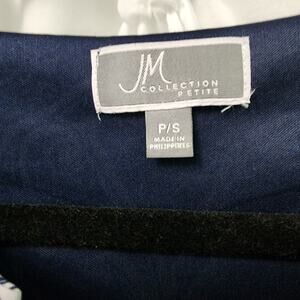 JM
COLLECTION
PETITE
P/S
MADE IN
PHILIPPINES